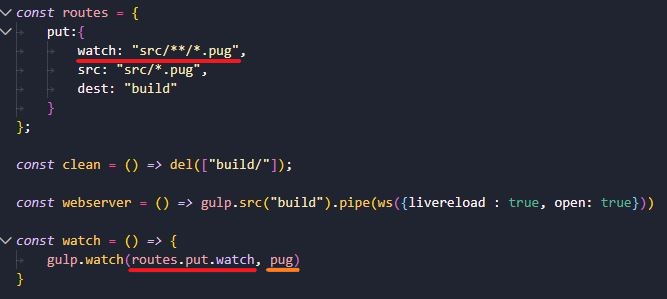 const routes = {
put:{
watch: "src/**/*.pug",
src: "src/*.pug",
dest: "build"
}
};
const clean = () => del(["build/"]);
const webserver = () => gulp.src("build").pipe(ws({livereload : true, open: true}))
const watch = () => {
gulp.watch(routes.put.watch, pug)
}